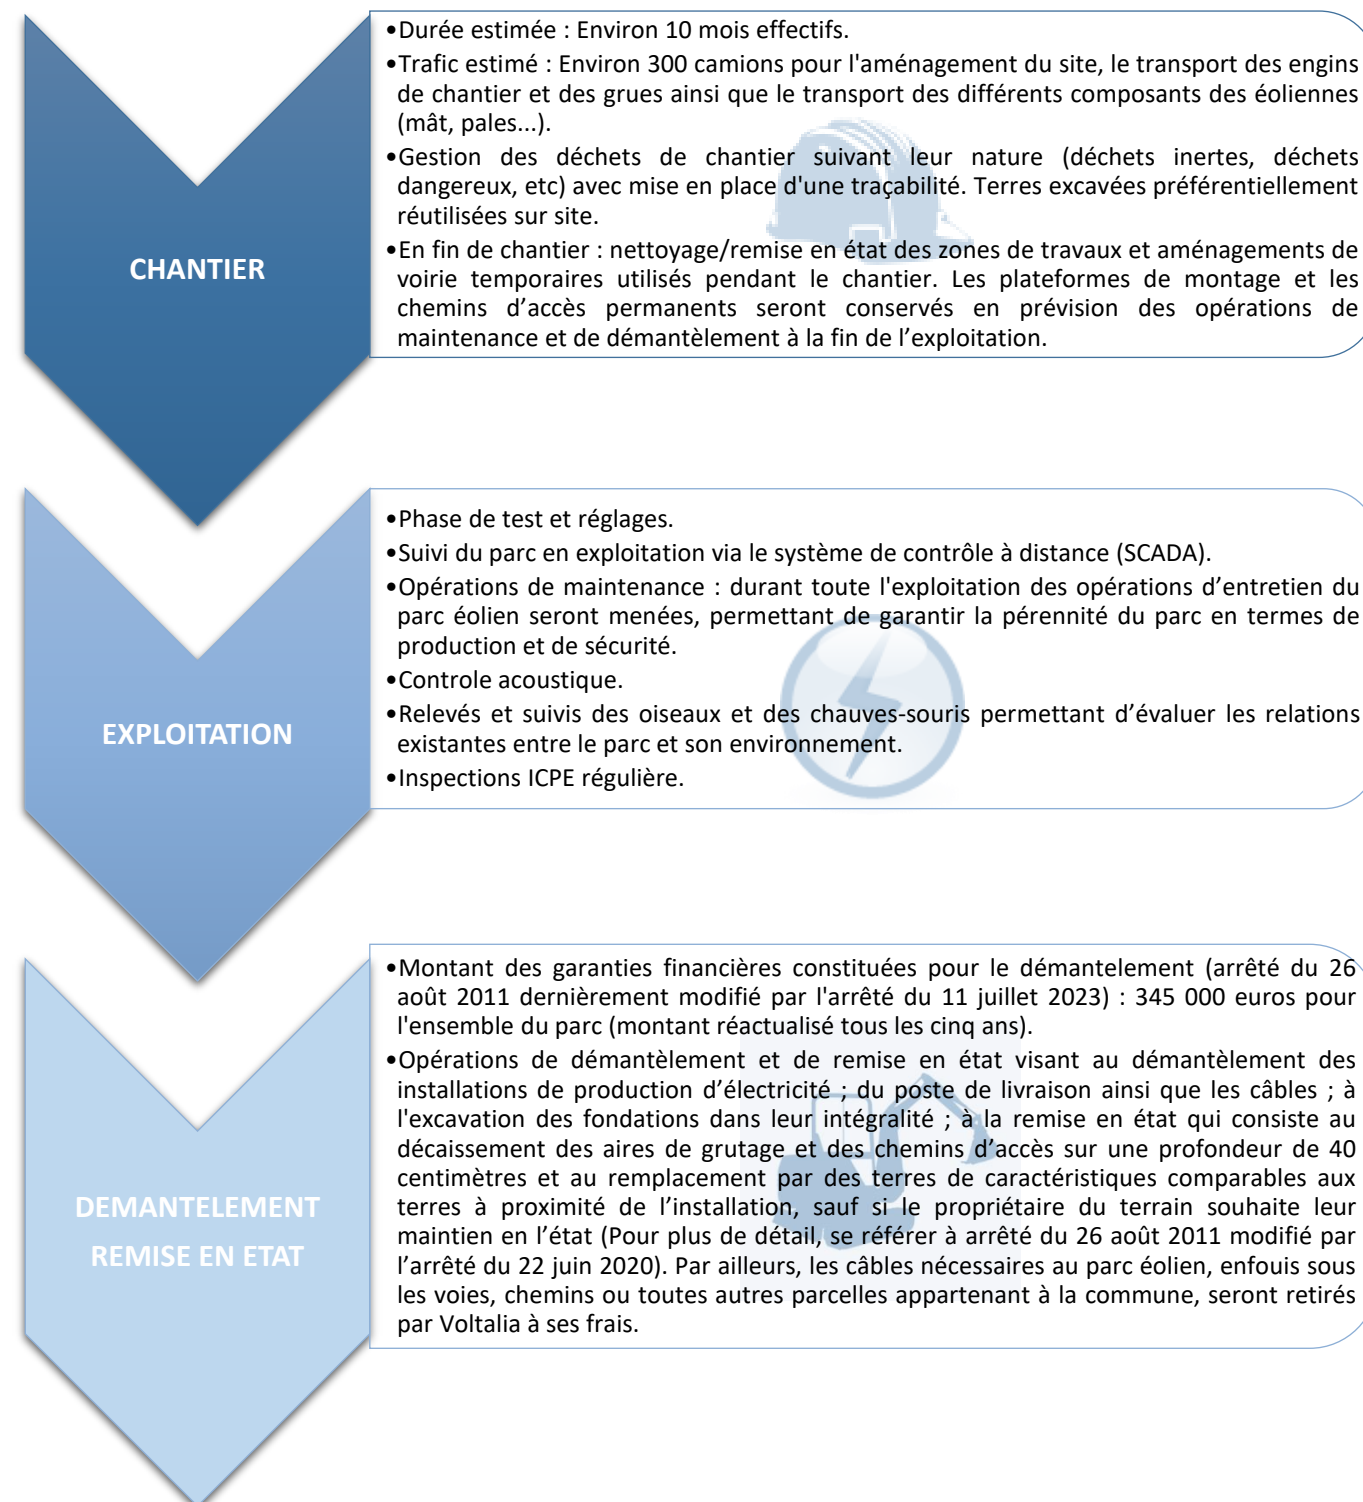 •Durée estimée : Environ 10 mois effectifs.
•Trafic estimé : Environ 300 camions pour l'aménagement du site, le transport des engins
de chantier et des grues ainsi que le transport des différents composants des éoliennes
(mât, pales...).
•Gestion des déchets de chantier suivant leur nature (déchets inertes, déchets
dangereux, etc) avec mise en place d'une traçabilité. Terres excavées préférentiellement
réutilisées sur site.
•En fin de chantier : nettoyage/remise en état des zones de travaux et aménagements de
voirie temporaires utilisés pendant le chantier. Les plateformes de montage et les
chemins d’accès permanents seront conservés en prévision des opérations de
maintenance et de démantèlement à la fin de l’exploitation.
CHANTIER
•Phase de test et réglages.
•Suivi du parc en exploitation via le système de contrôle à distance (SCADA).
•Opérations de maintenance : durant toute l'exploitation des opérations d’entretien du
parc éolien seront menées, permettant de garantir la pérennité du parc en termes de
production et de sécurité.
•Controle acoustique.
•Relevés et suivis des oiseaux et des chauves-souris permettant d’évaluer les relations
existantes entre le parc et son environnement.
•Inspections ICPE régulière.
EXPLOITATION
•Montant des garanties financières constituées pour le démantelement (arrêté du 26
août 2011 dernièrement modifié par l'arrêté du 11 juillet 2023) : 345 000 euros pour
l'ensemble du parc (montant réactualisé tous les cinq ans).
•Opérations de démantèlement et de remise en état visant au démantèlement des
installations de production d’électricité ; du poste de livraison ainsi que les câbles ; à
l'excavation des fondations dans leur intégralité ; à la remise en état qui consiste au
décaissement des aires de grutage et des chemins d’accès sur une profondeur de 40
centimètres et au remplacement par des terres de caractéristiques comparables aux
terres à proximité de l’installation, sauf si le propriétaire du terrain souhaite leur
maintien en l’état (Pour plus de détail, se référer à arrêté du 26 août 2011 modifié par
l’arrêté du 22 juin 2020). Par ailleurs, les câbles nécessaires au parc éolien, enfouis sous
les voies, chemins ou toutes autres parcelles appartenant à la commune, seront retirés
par Voltalia à ses frais.
DEMANTELEMENT
REMISE EN ETAT